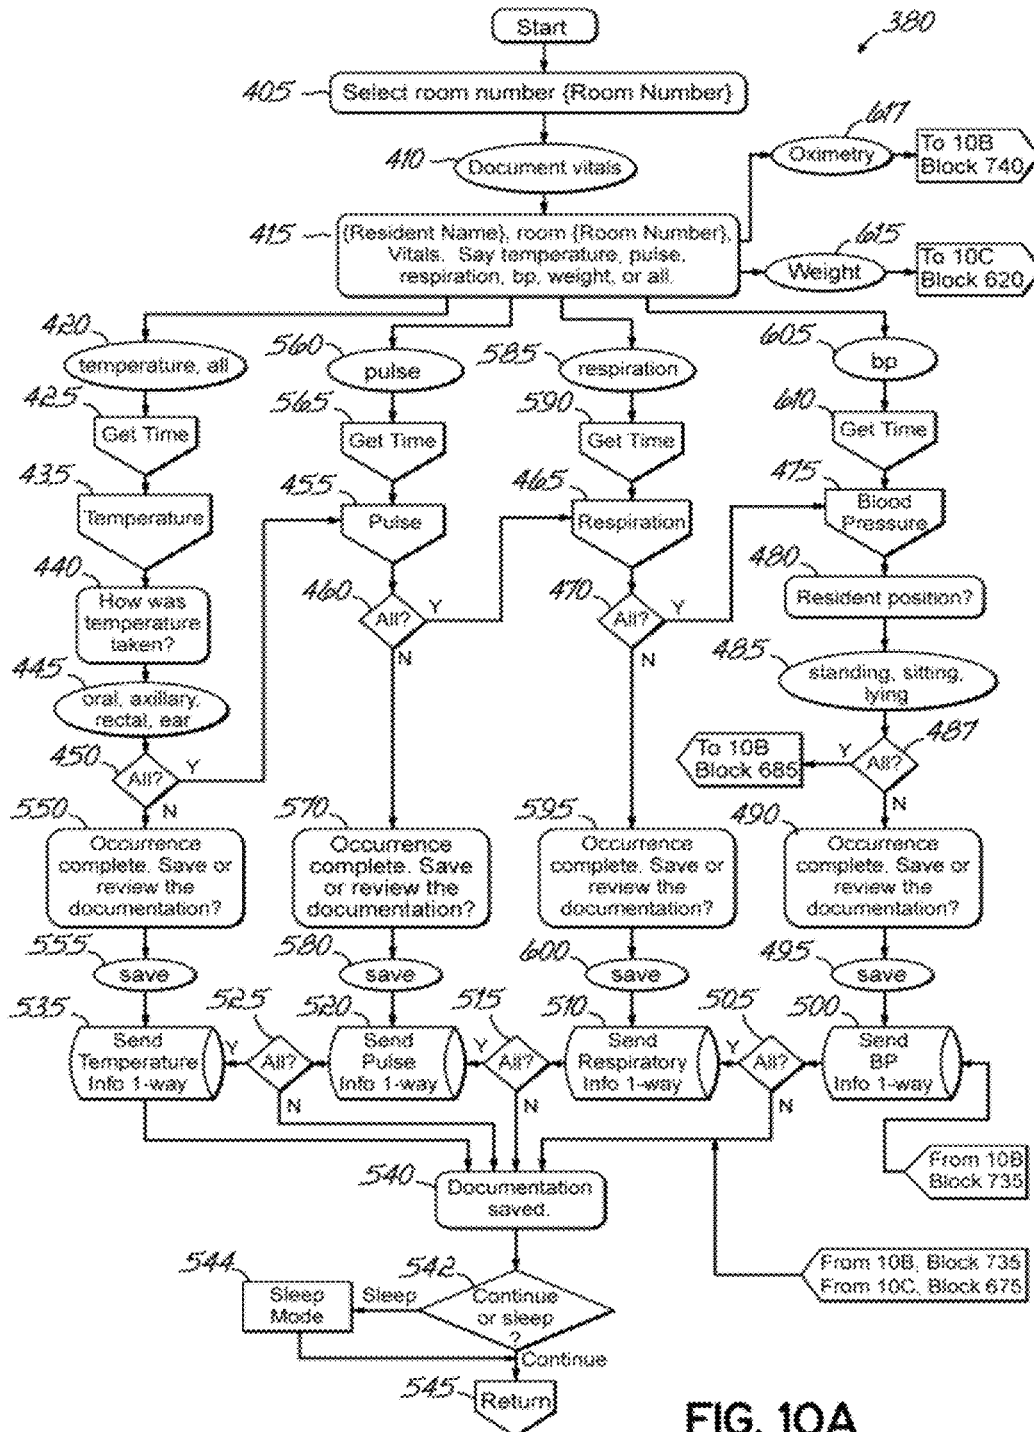 Start
380
405
Select room number {Room Number}
617
410
Document vitals
Oximetry
To 10B
Block 740
415
{Resident Name}, room {Room Number}.
Vitals. Say temperature, pulse,
respiration, bp, weight, or all.
615
Weight
To 10C
Block 620
420
temperature, all
560
pulse
585
respiration
605
bp
425
Get Time
565
Get Time
590
Get Time
610
Get Time
435
Temperature
455
Pulse
465
Respiration
475
Blood
Pressure
440
How was
temperature
taken?
460
All?
Y
N
470
All?
Y
N
480
Resident position?
445
oral, axillary,
rectal, ear
485
standing, sitting,
lying
450
All?
Y
N
To 10B
Block 685
Y
All?
487
N
550
Occurrence
complete. Save or
review the
documentation?
570
Occurrence
complete. Save
or review the
documentation?
595
Occurrence
complete. Save or
review the
documentation?
490
Occurrence
complete. Save or
review the
documentation?
555
save
580
save
600
save
495
save
535
Send
Temperature
Info 1-way
525
Y
All?
N
520
Send
Pulse
Info 1-way
515
Y
All?
N
510
Send
Respiratory
Info 1-way
505
Y
All?
N
500
Send
BP
Info 1-way
From 10B
Block 735
540
Documentation
saved.
From 10B, Block 735
From 10C, Block 675
544
Sleep
Mode
Sleep
542
Continue
or sleep
?
Continue
545
Return
FIG. 10A